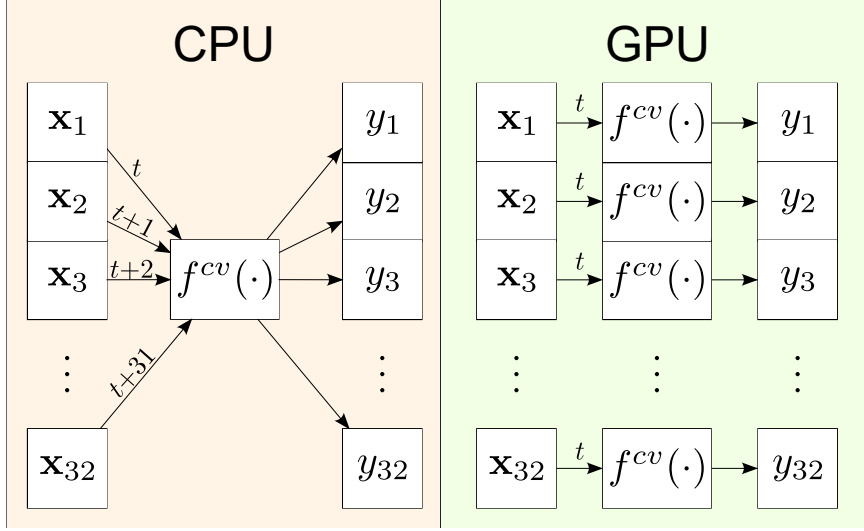 CPU
x₁
t
y₁
x₂
t+1
y₂
x₃
t+2
f^{cv}(·)
y₃
⋮
t+31
⋮
x₃₂
y₃₂
GPU
x₁ t f^{cv}(·) y₁
x₂ t f^{cv}(·) y₂
x₃ t f^{cv}(·) y₃
⋮ ⋮ ⋮
x₃₂ t f^{cv}(·) y₃₂